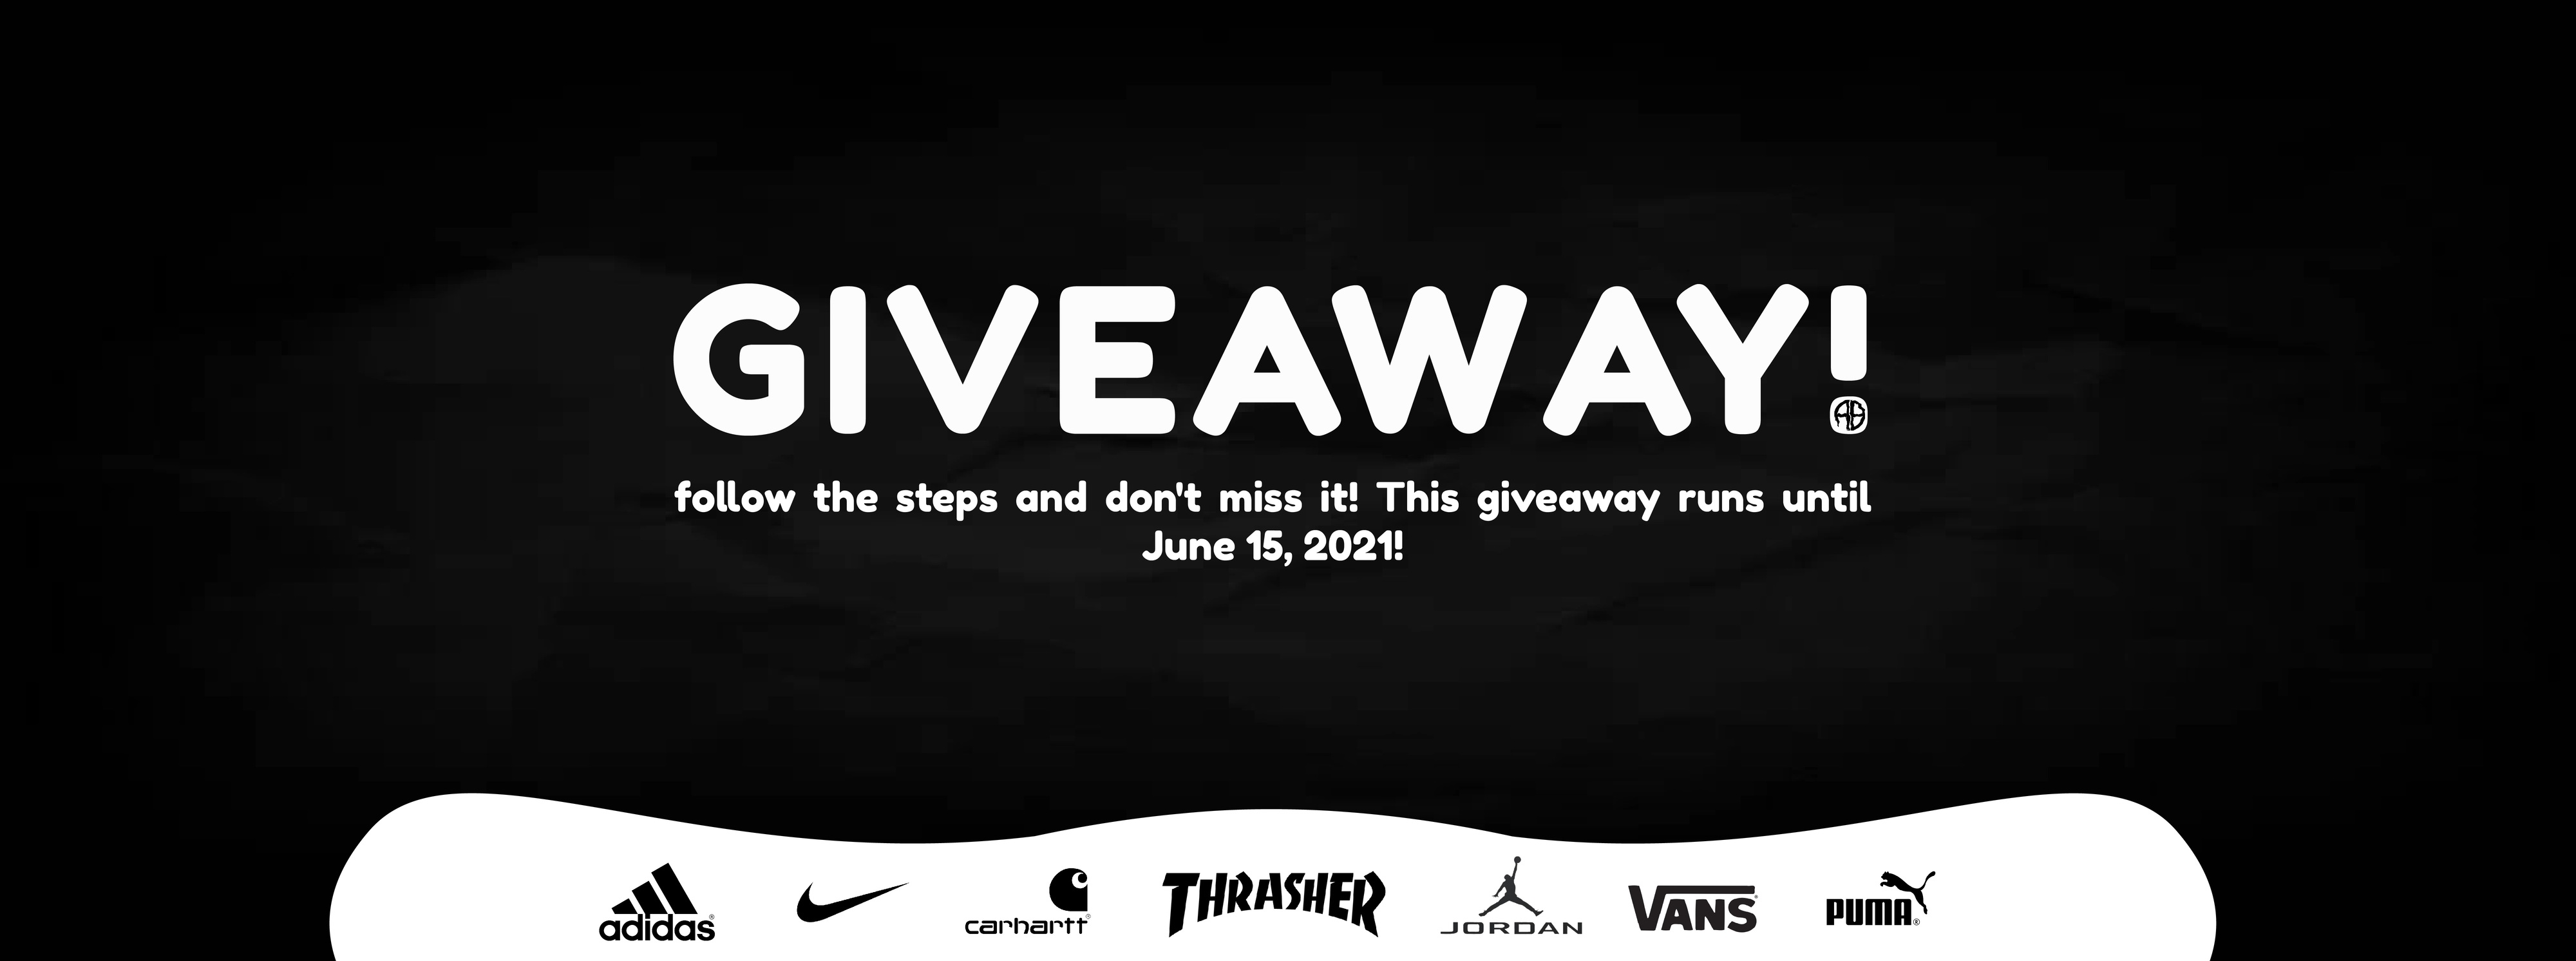 GIVEAWAY!
follow the steps and don't miss it! This giveaway runs until
June 15, 2021!
adidas
carhartt
THRASHER
JORDAN
VANS
PUMA